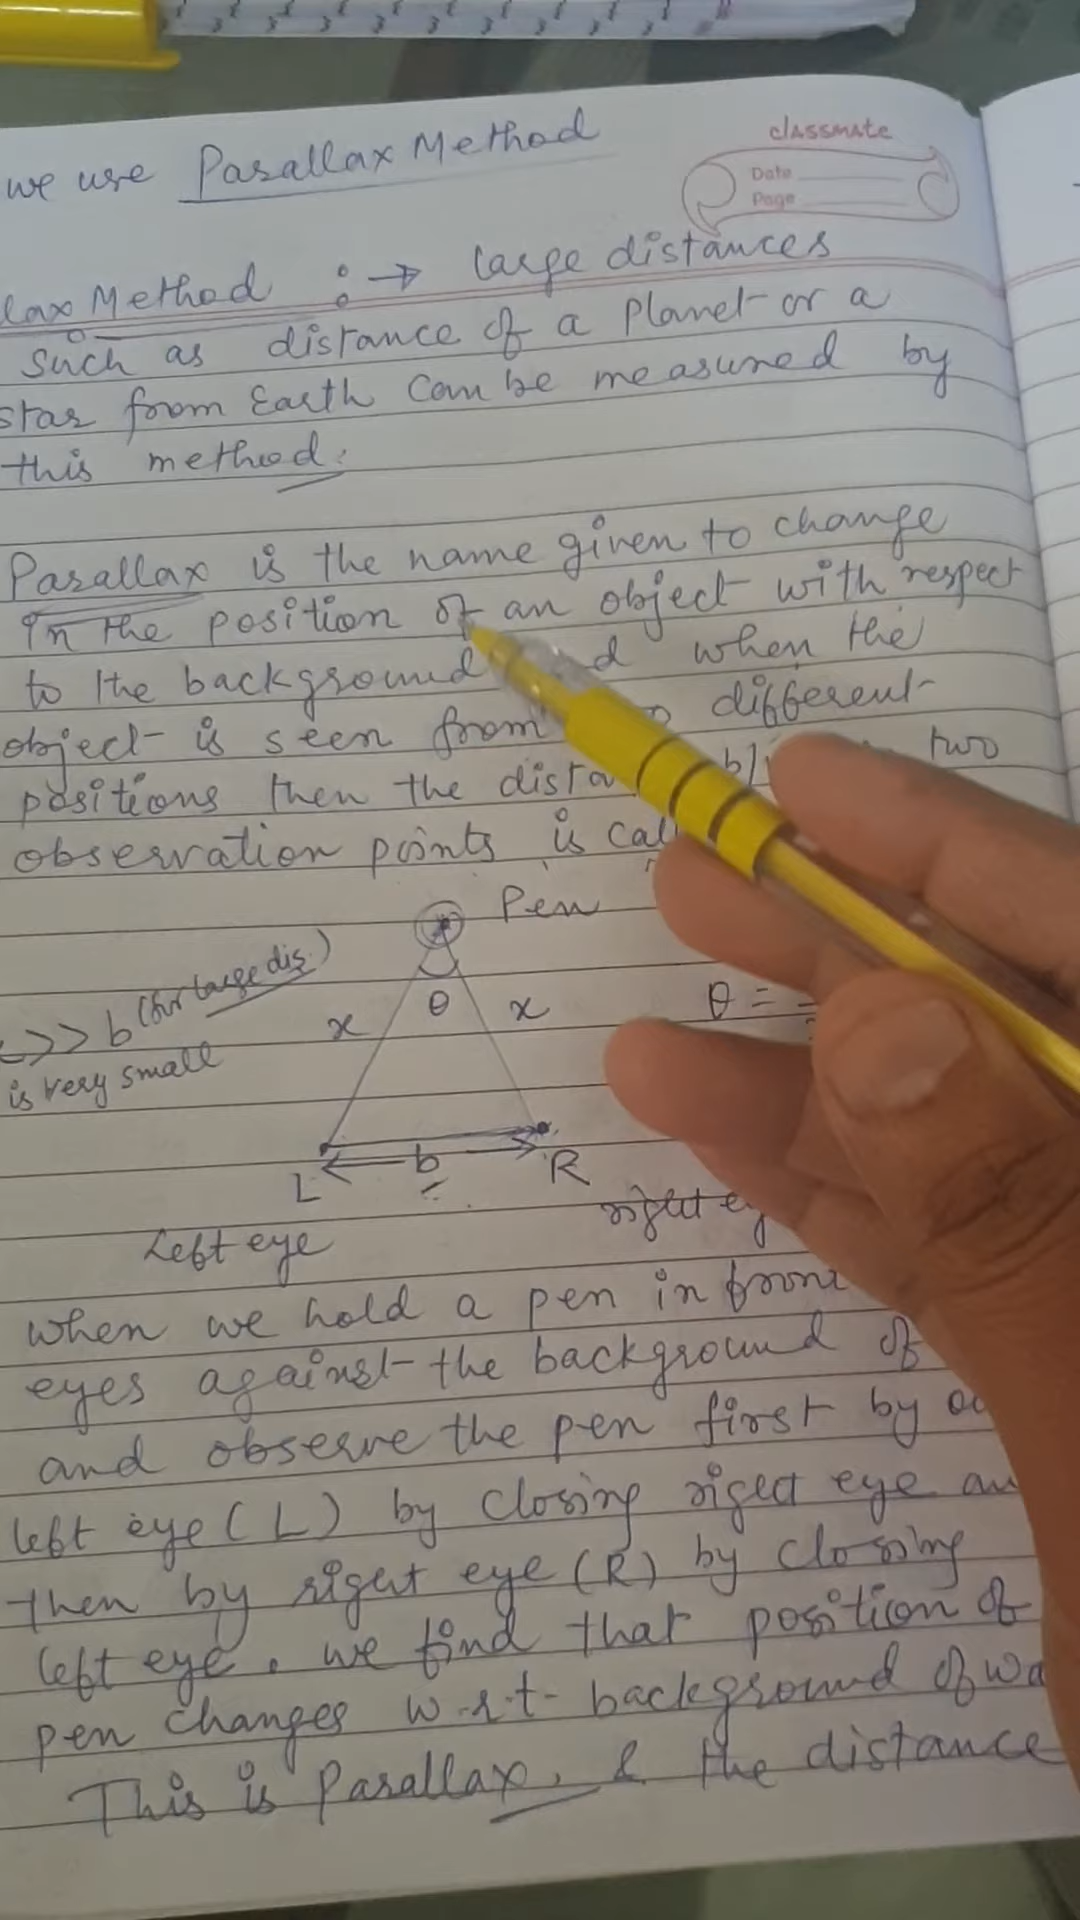 we use Parallax Method
classmate
Date
Page
lax Method :→ large distances
such as distance of a Planet or a
star from Earth Can be measured by
this method.
Parallax is the name given to change
in the position of an object with respect
to the background when the
object is seen from different
positions then the b/w two
observation points is
Pen
>> b (for large dis.)
is very small
θ
x
x
θ =
b
L
R
Left eye
right
when we hold a pen in front
eyes against the background of
and observe the pen first by
left eye (L) by closing right eye
then by right eye (R) by closing
left eye, we find that position of
pen changes w.r.t background of
This is Parallax, & the distance